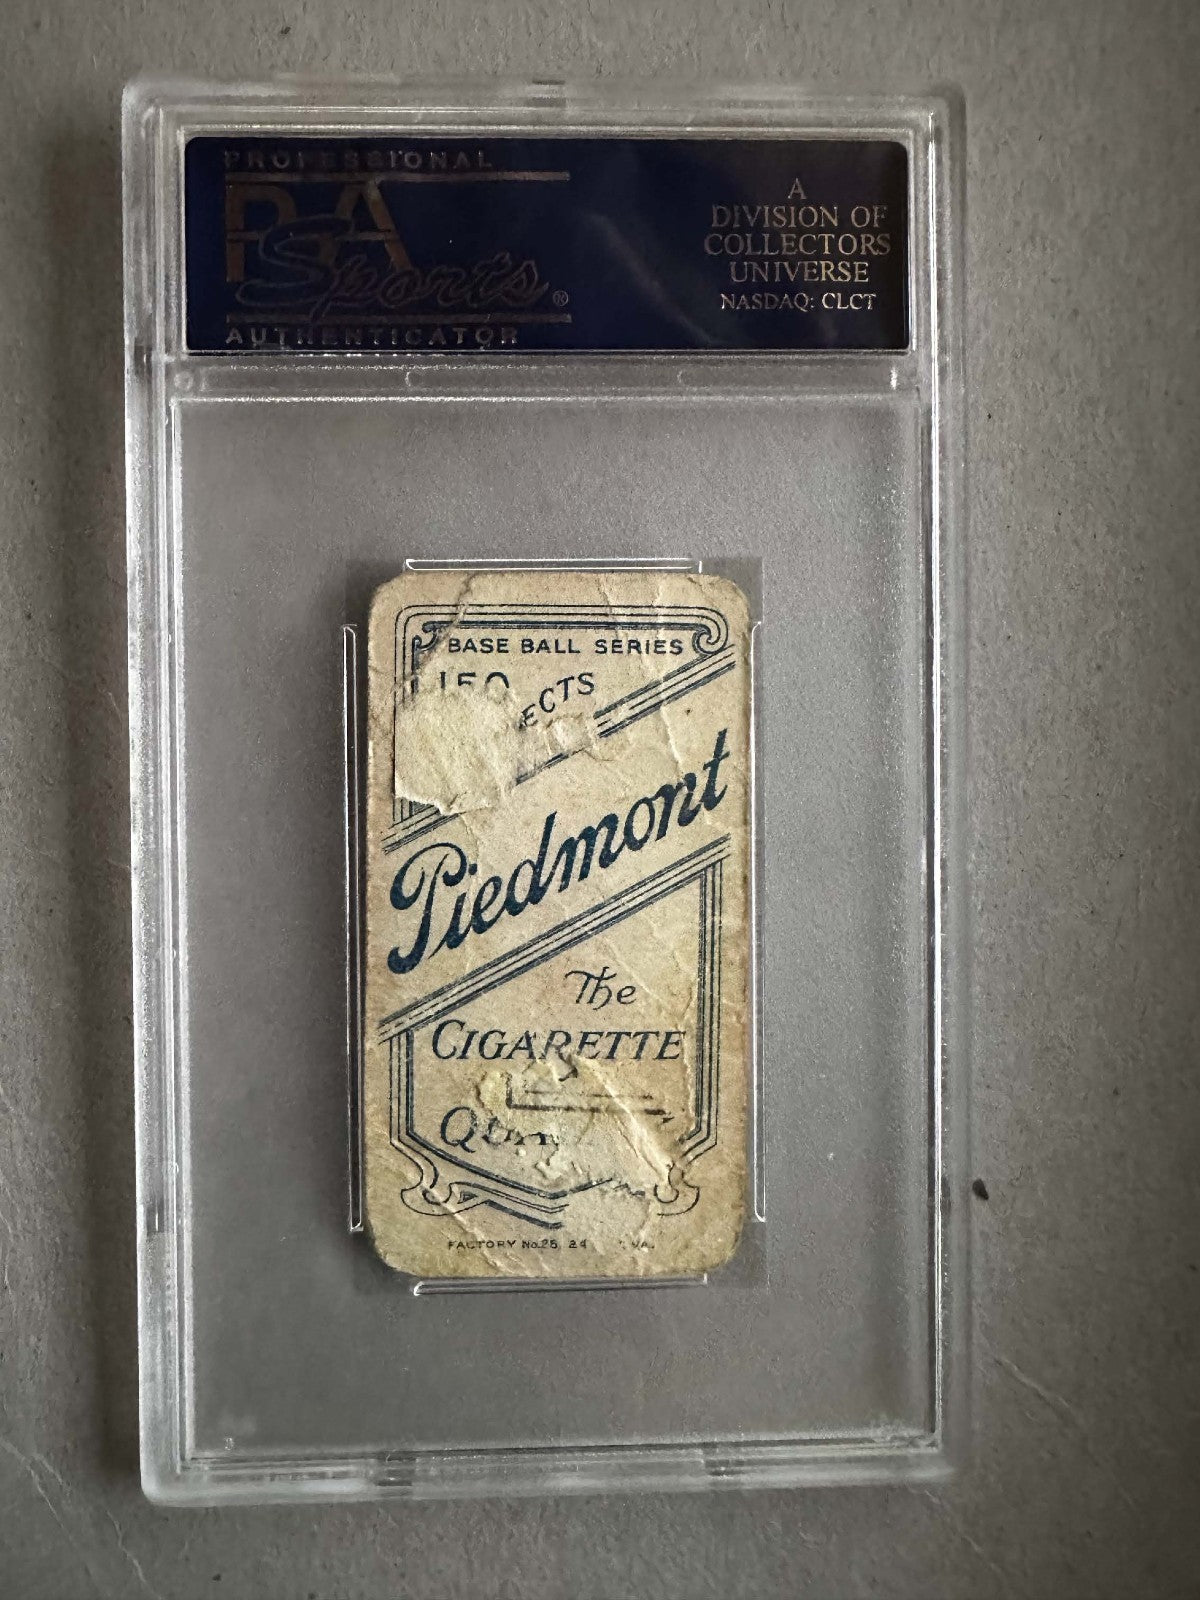 PROFESSIONAL
PSA
Sports®
AUTHENTICATOR
A
DIVISION OF
COLLECTORS
UNIVERSE
NASDAQ: CLCT
BASE BALL SERIES
150
ECTS
Piedmont
The
CIGARETTE
FACTORY No. 25, 24 VA.